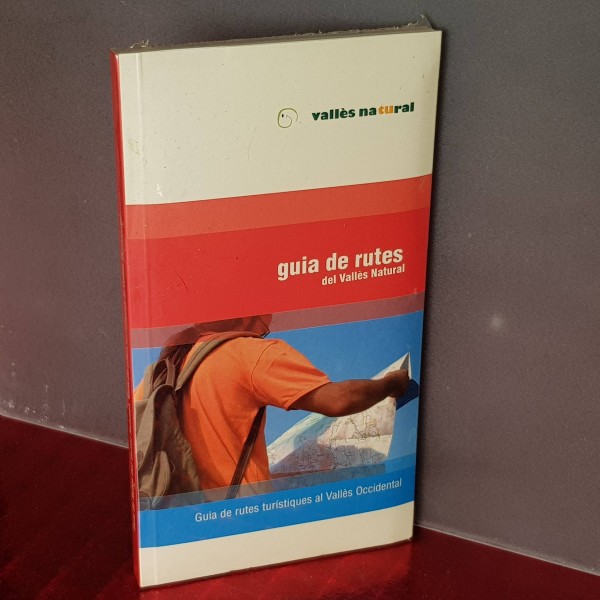 vallès natural
guia de rutes
del Vallès Natural
Guia de rutes turístiques al Vallès Occidental